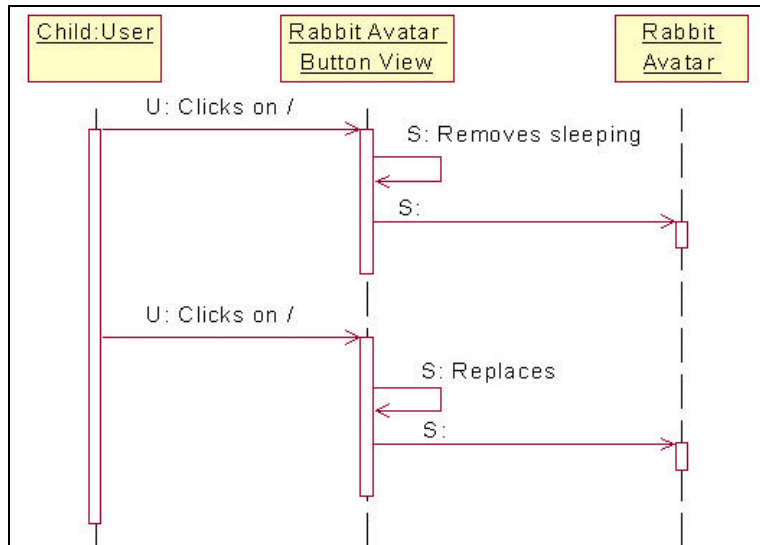 Child:User
Rabbit Avatar
Button View
Rabbit
Avatar
U: Clicks on /
S: Removes sleeping
S:
U: Clicks on /
S: Replaces
S: